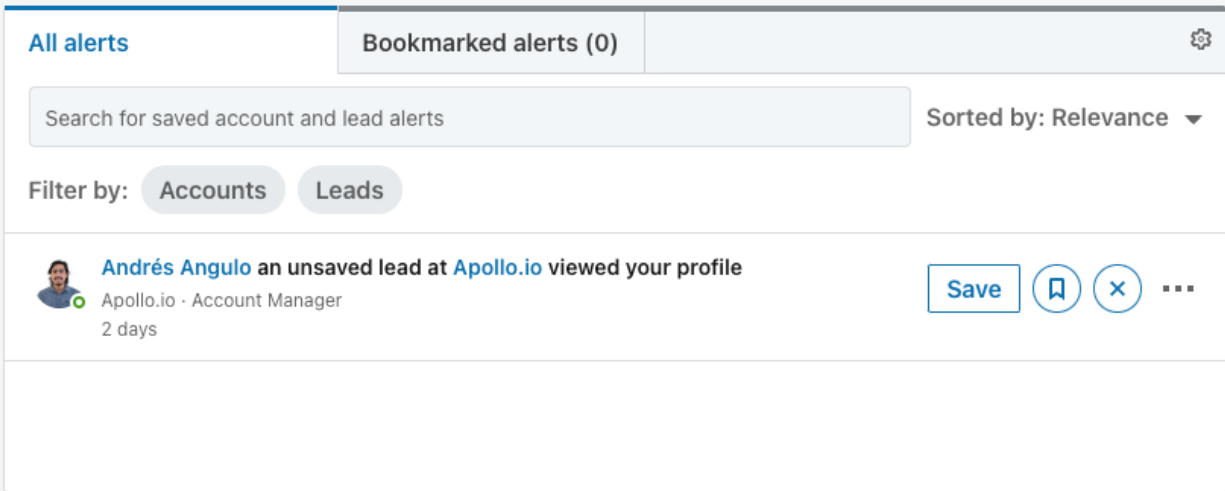 All alerts
Bookmarked alerts (0)
Search for saved account and lead alerts
Sorted by: Relevance
Filter by: Accounts Leads
Andrés Angulo an unsaved lead at Apollo.io viewed your profile
Apollo.io · Account Manager
2 days
Save